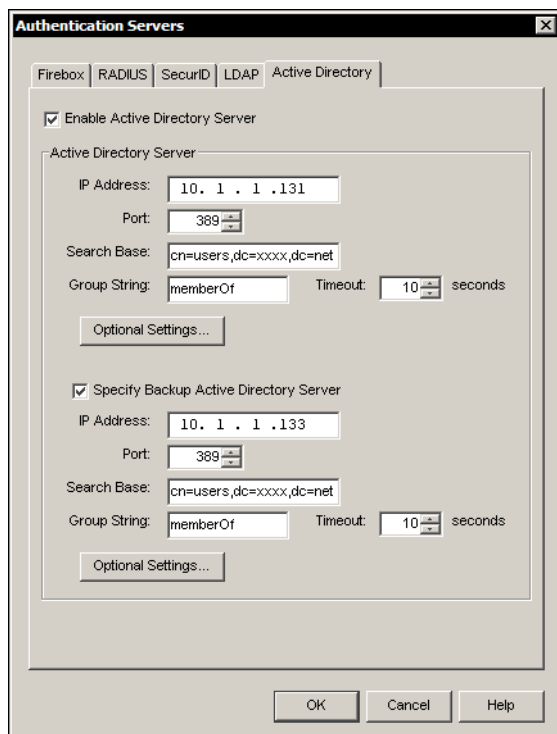 Authentication Servers
Firebox RADIUS SecurID LDAP Active Directory
Enable Active Directory Server
Active Directory Server
IP Address: 10. 1 . 1 .131
Port: 389
Search Base: cn=users,dc=xxxx,dc=net
Group String: memberOf Timeout: 10 seconds
Optional Settings...
Specify Backup Active Directory Server
IP Address: 10. 1 . 1 .133
Port: 389
Search Base: cn=users,dc=xxxx,dc=net
Group String: memberOf Timeout: 10 seconds
Optional Settings...
OK Cancel Help